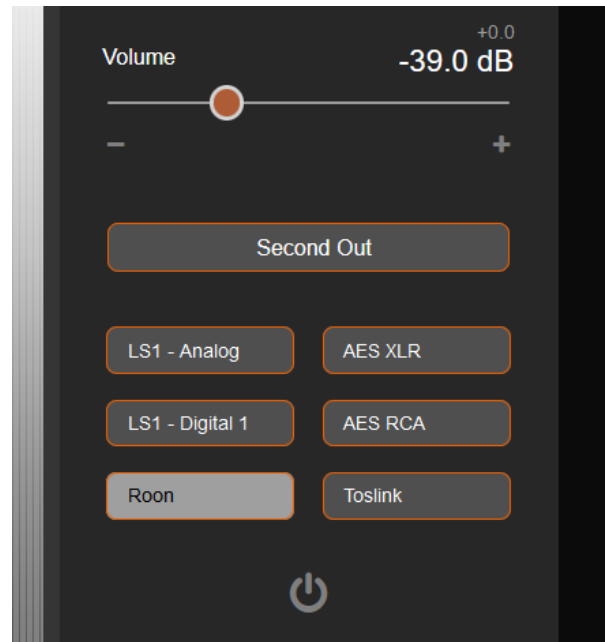 +0.0
Volume -39.0 dB
− +
Second Out
LS1 - Analog AES XLR
LS1 - Digital 1 AES RCA
Roon Toslink